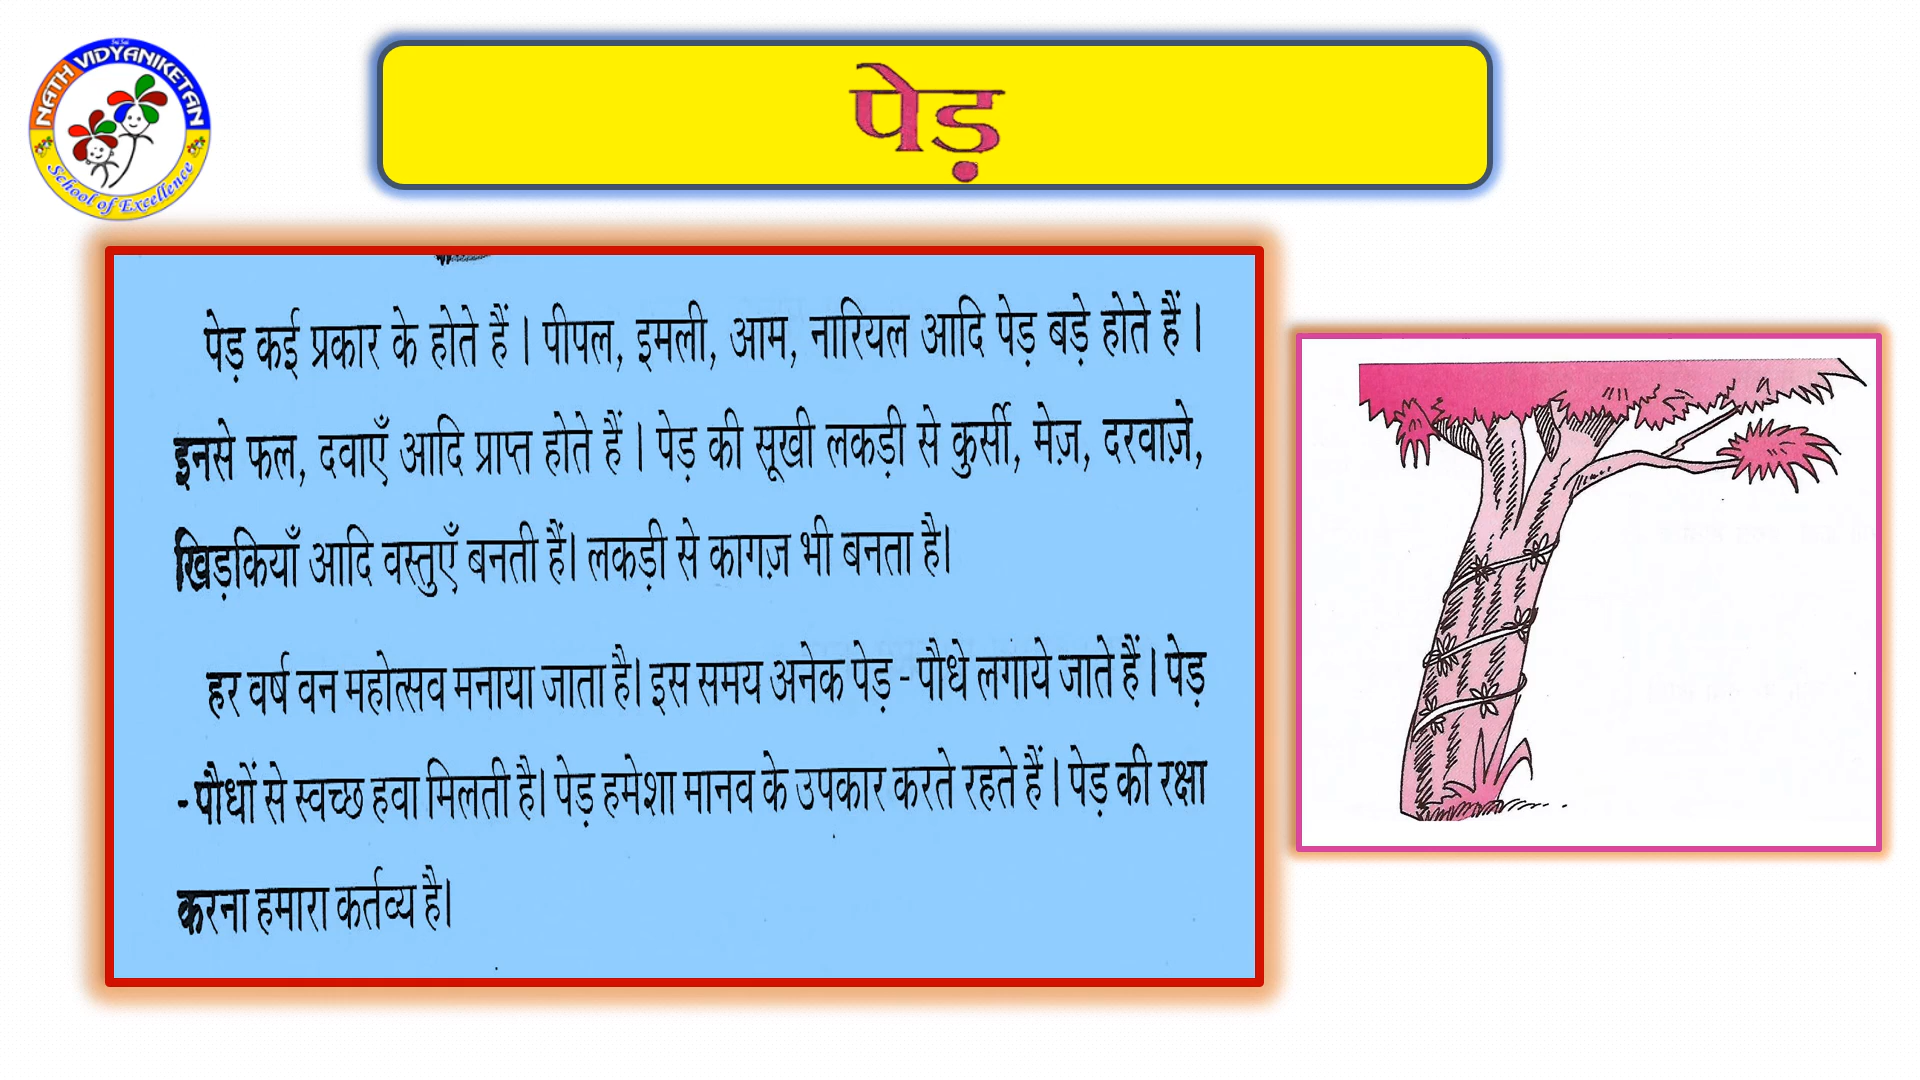 Sri Sai
NATH VIDYANIKETAN
School of Excellence
पेड़
पेड़ कई प्रकार के होते हैं । पीपल, इमली, आम, नारियल आदि पेड़ बड़े होते हैं ।
इनसे फल, दवाएँ आदि प्राप्त होते हैं । पेड़ की सूखी लकड़ी से कुर्सी, मेज़, दरवाज़े,
खिड़कियाँ आदि वस्तुएँ बनती हैं। लकड़ी से कागज़ भी बनता है।
हर वर्ष वन महोत्सव मनाया जाता है। इस समय अनेक पेड़ - पौधे लगाये जाते हैं । पेड़
- पौधों से स्वच्छ हवा मिलती है। पेड़ हमेशा मानव के उपकार करते रहते हैं । पेड़ की रक्षा
करना हमारा कर्तव्य है।